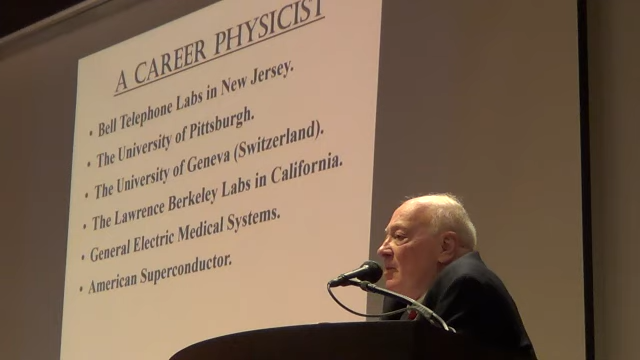 A CAREER PHYSICIST
• Bell Telephone Labs in New Jersey.
• The University of Pittsburgh.
• The University of Geneva (Switzerland).
• The Lawrence Berkeley Labs in California.
• General Electric Medical Systems.
• American Superconductor.